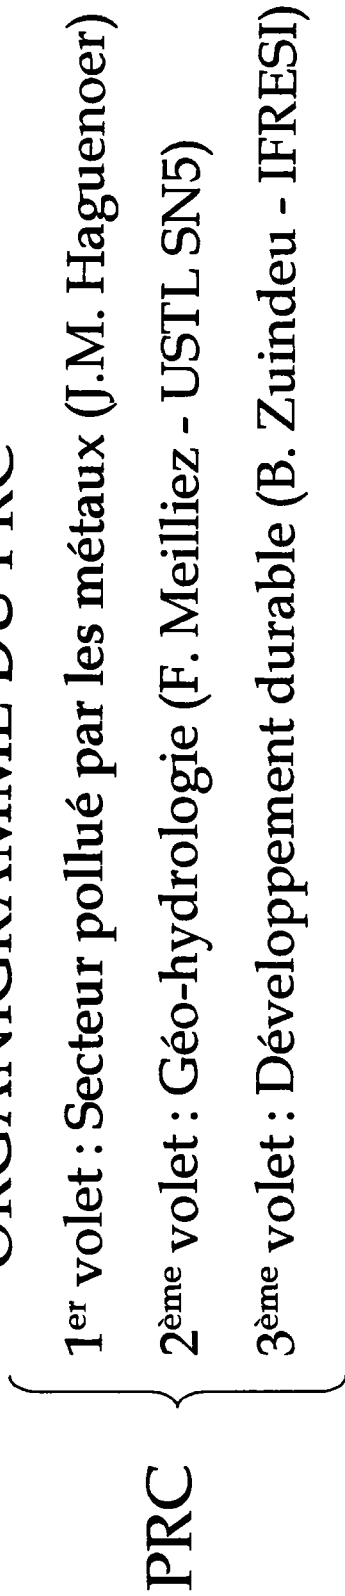 ORGANIGRAMME DU PRC
PRC
1er volet : Secteur pollué par les métaux (J.M. Haguenoer)
2ème volet : Géo-hydrologie (F. Meilliez - USTL SN5)
3ème volet : Développement durable (B. Zuindeu - IFRESI)